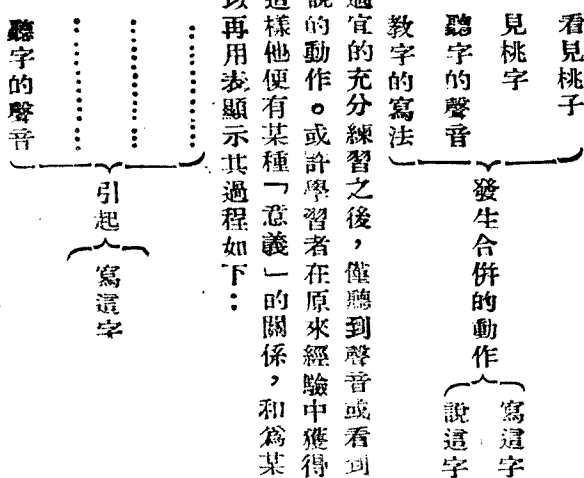 看見桃子
見桃字
聽字的聲音
教字的寫法
發生合併的動作
寫這字
說這字
適宜的充分練習之後，僅聽到聲音或看到
說的動作。或許學習者在原來經驗中獲得
這樣他便有某種「意義」的關係，和為某
以再用表顯示其過程如下：
聽字的聲音
引起
寫這字